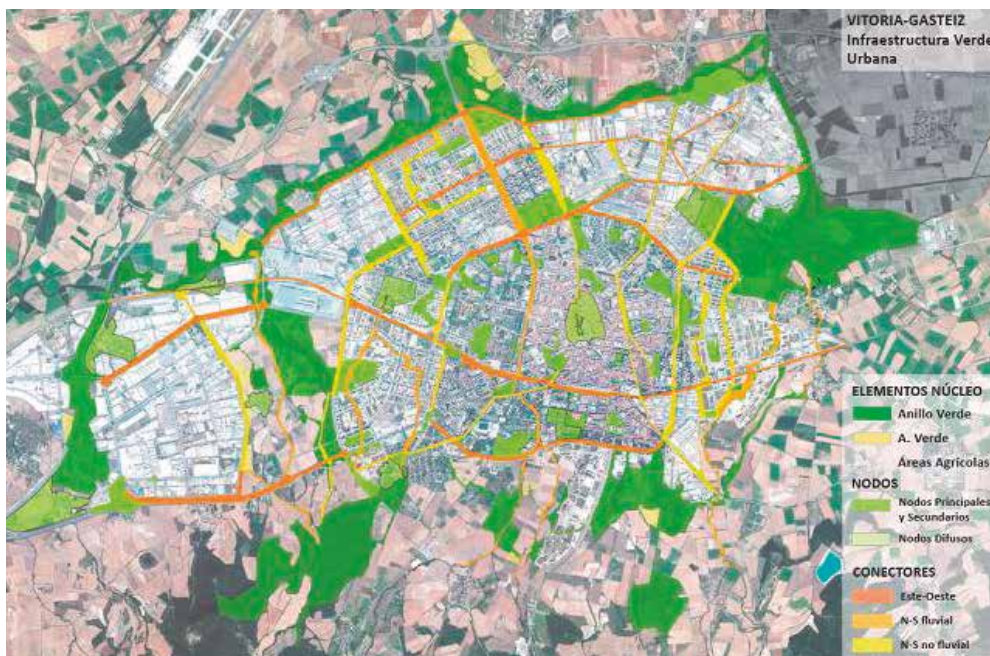 VITORIA-GASTEIZ
Infraestructura Verde
Urbana
ELEMENTOS NÚCLEO
Anillo Verde
A. Verde
Áreas Agrícolas
NODOS
Nodos Principales
y Secundarios
Nodos Difusos
CONECTORES
Este-Oeste
N-S fluvial
N-S no fluvial